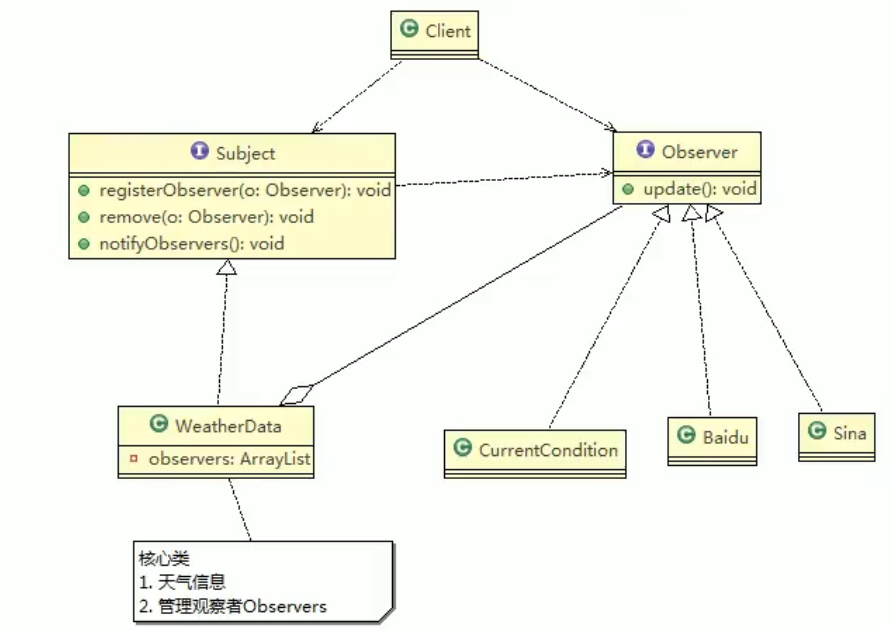 Client
Subject
registerObserver(o: Observer): void
remove(o: Observer): void
notifyObservers(): void
Observer
update(): void
WeatherData
observers: ArrayList
CurrentCondition
Baidu
Sina
核心类
1. 天气信息
2. 管理观察者Observers